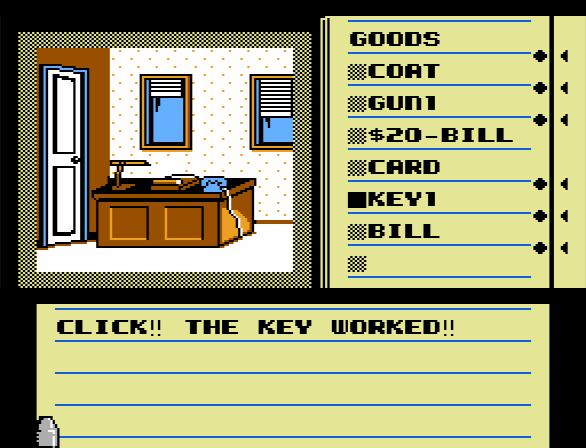 GOODS
COAT
GUN1
$20-BILL
CARD
KEY1
BILL
CLICK!! THE KEY WORKED!!